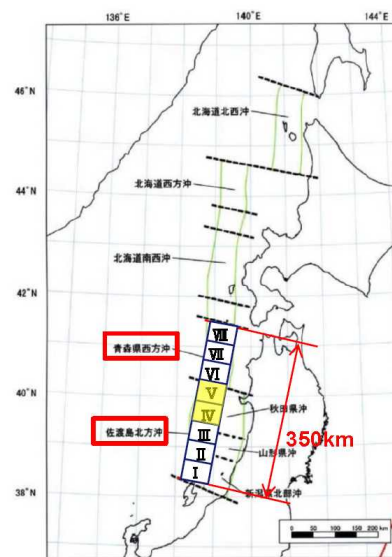 136°E
140°E
144°E
46°N
北海道北西沖
44°N
北海道西方沖
北海道南西沖
42°N
青森県西方沖
Ⅷ
Ⅶ
Ⅵ
40°N
Ⅴ
Ⅳ
秋田県沖
佐渡島北方沖
Ⅲ
350km
Ⅱ
山形県沖
38°N
Ⅰ
新潟県北部沖
0 50 100 150 200 km